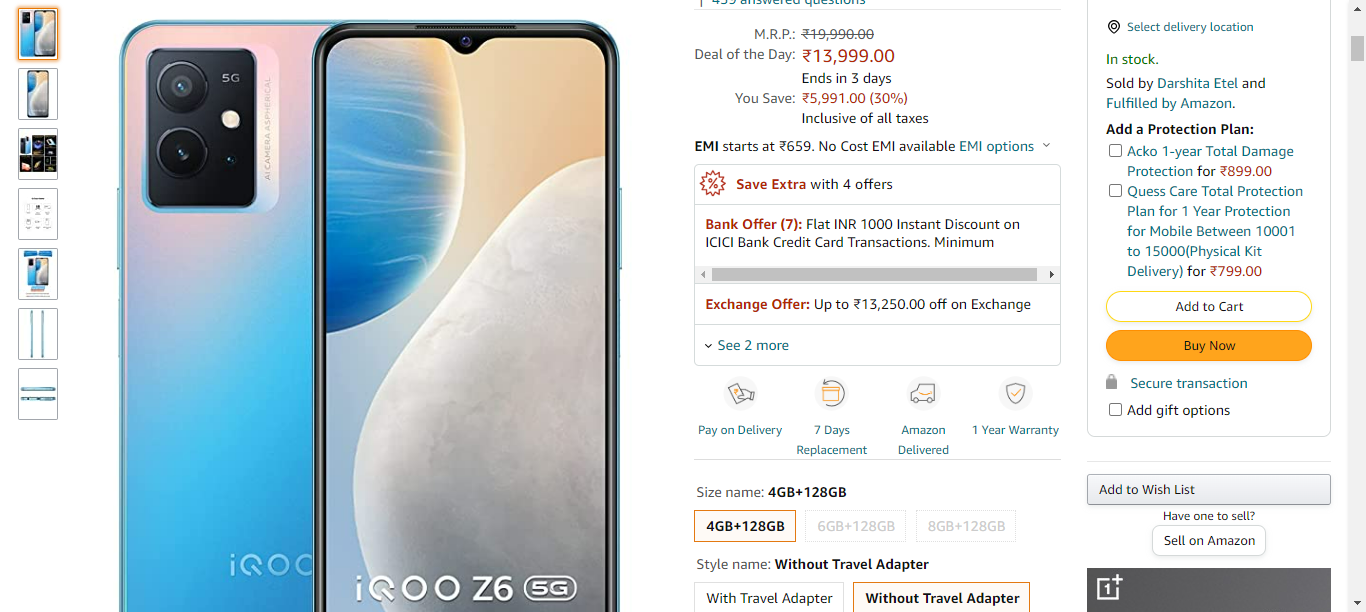 459 answered questions
M.R.P.: ₹19,990.00
Deal of the Day: ₹13,999.00
Ends in 3 days
You Save: ₹5,991.00 (30%)
Inclusive of all taxes
EMI starts at ₹659. No Cost EMI available EMI options
Save Extra with 4 offers
Bank Offer (7): Flat INR 1000 Instant Discount on
ICICI Bank Credit Card Transactions. Minimum
Exchange Offer: Up to ₹13,250.00 off on Exchange
See 2 more
Pay on Delivery
7 Days
Replacement
Amazon
Delivered
1 Year Warranty
Size name: 4GB+128GB
4GB+128GB
6GB+128GB
8GB+128GB
Style name: Without Travel Adapter
With Travel Adapter
Without Travel Adapter
5G
AI CAMERA ASPHERICAL
iQOO
iQOO Z6 5G
Select delivery location
In stock.
Sold by Darshita Etel and
Fulfilled by Amazon.
Add a Protection Plan:
Acko 1-year Total Damage
Protection for ₹899.00
Quess Care Total Protection
Plan for 1 Year Protection
for Mobile Between 10001
to 15000(Physical Kit
Delivery) for ₹799.00
Add to Cart
Buy Now
Secure transaction
Add gift options
Add to Wish List
Have one to sell?
Sell on Amazon